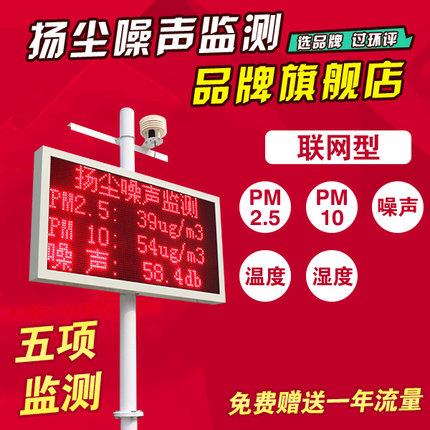 扬尘噪声监测
选品牌 过环评
品牌旗舰店
联网型
PM
2.5
PM
10
噪声
温度
湿度
扬尘噪声监测
PM2.5: 39ug/m3
PM 10: 54ug/m3
噪 声: 58.4db
五项
监测
免费赠送一年流量